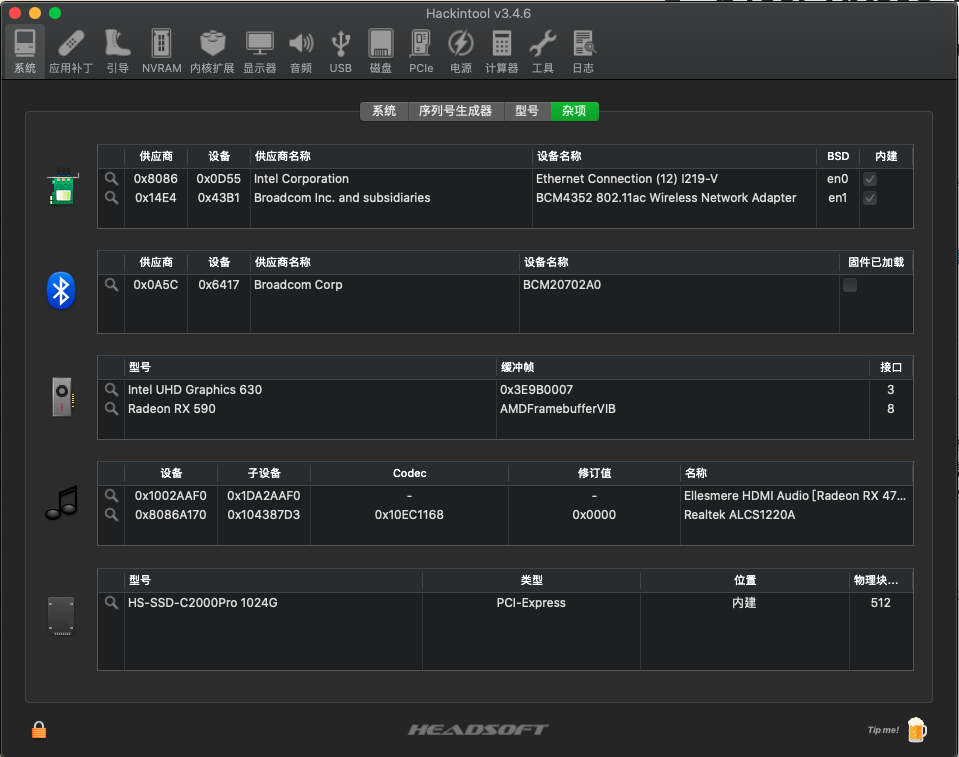 Hackintool v3.4.6
系统 应用补丁 引导 NVRAM 内核扩展 显示器 音频 USB 磁盘 PCIe 电源 计算器 工具 日志
系统 序列号生成器 型号 杂项
供应商 设备 供应商名称 设备名称 BSD 内建
0x8086 0x0D55 Intel Corporation Ethernet Connection (12) I219-V en0
0x14E4 0x43B1 Broadcom Inc. and subsidiaries BCM4352 802.11ac Wireless Network Adapter en1
供应商 设备 供应商名称 设备名称 固件已加载
0x0A5C 0x6417 Broadcom Corp BCM20702A0
型号 缓冲帧 接口
Intel UHD Graphics 630 0x3E9B0007 3
Radeon RX 590 AMDFramebufferVIB 8
设备 子设备 Codec 修订值 名称
0x1002AAF0 0x1DA2AAF0 - - Ellesmere HDMI Audio [Radeon RX 47...
0x8086A170 0x104387D3 0x10EC1168 0x0000 Realtek ALCS1220A
型号 类型 位置 物理块...
HS-SSD-C2000Pro 1024G PCI-Express 内建 512
HEADSOFT
Tip me!